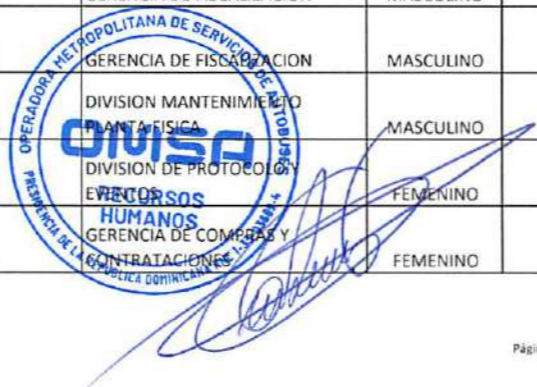 GERENCIA DE FISCALIZACION MASCULINO
DIVISION MANTENIMIENTO
PLANTA FISICA MASCULINO
DIVISION DE PROTOCOLO Y
EVENTOS FEMENINO
GERENCIA DE COMPRAS Y
CONTRATACIONES FEMENINO
OPERADORA METROPOLITANA DE SERVICIOS DE AUTOBUSES
OMSA
RECURSOS
HUMANOS
PRESIDENCIA DE LA REPUBLICA DOMINICANA
Pági